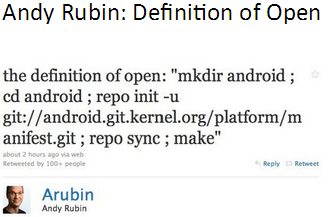 Andy Rubin: Definition of Open
the definition of open: "mkdir android ;
cd android ; repo init -u
git://android.git.kernel.org/platform/m
anifest.git ; repo sync ; make"
about 2 hours ago via web
Retweeted by 100+ people
Reply Retweet
Arubin
Andy Rubin